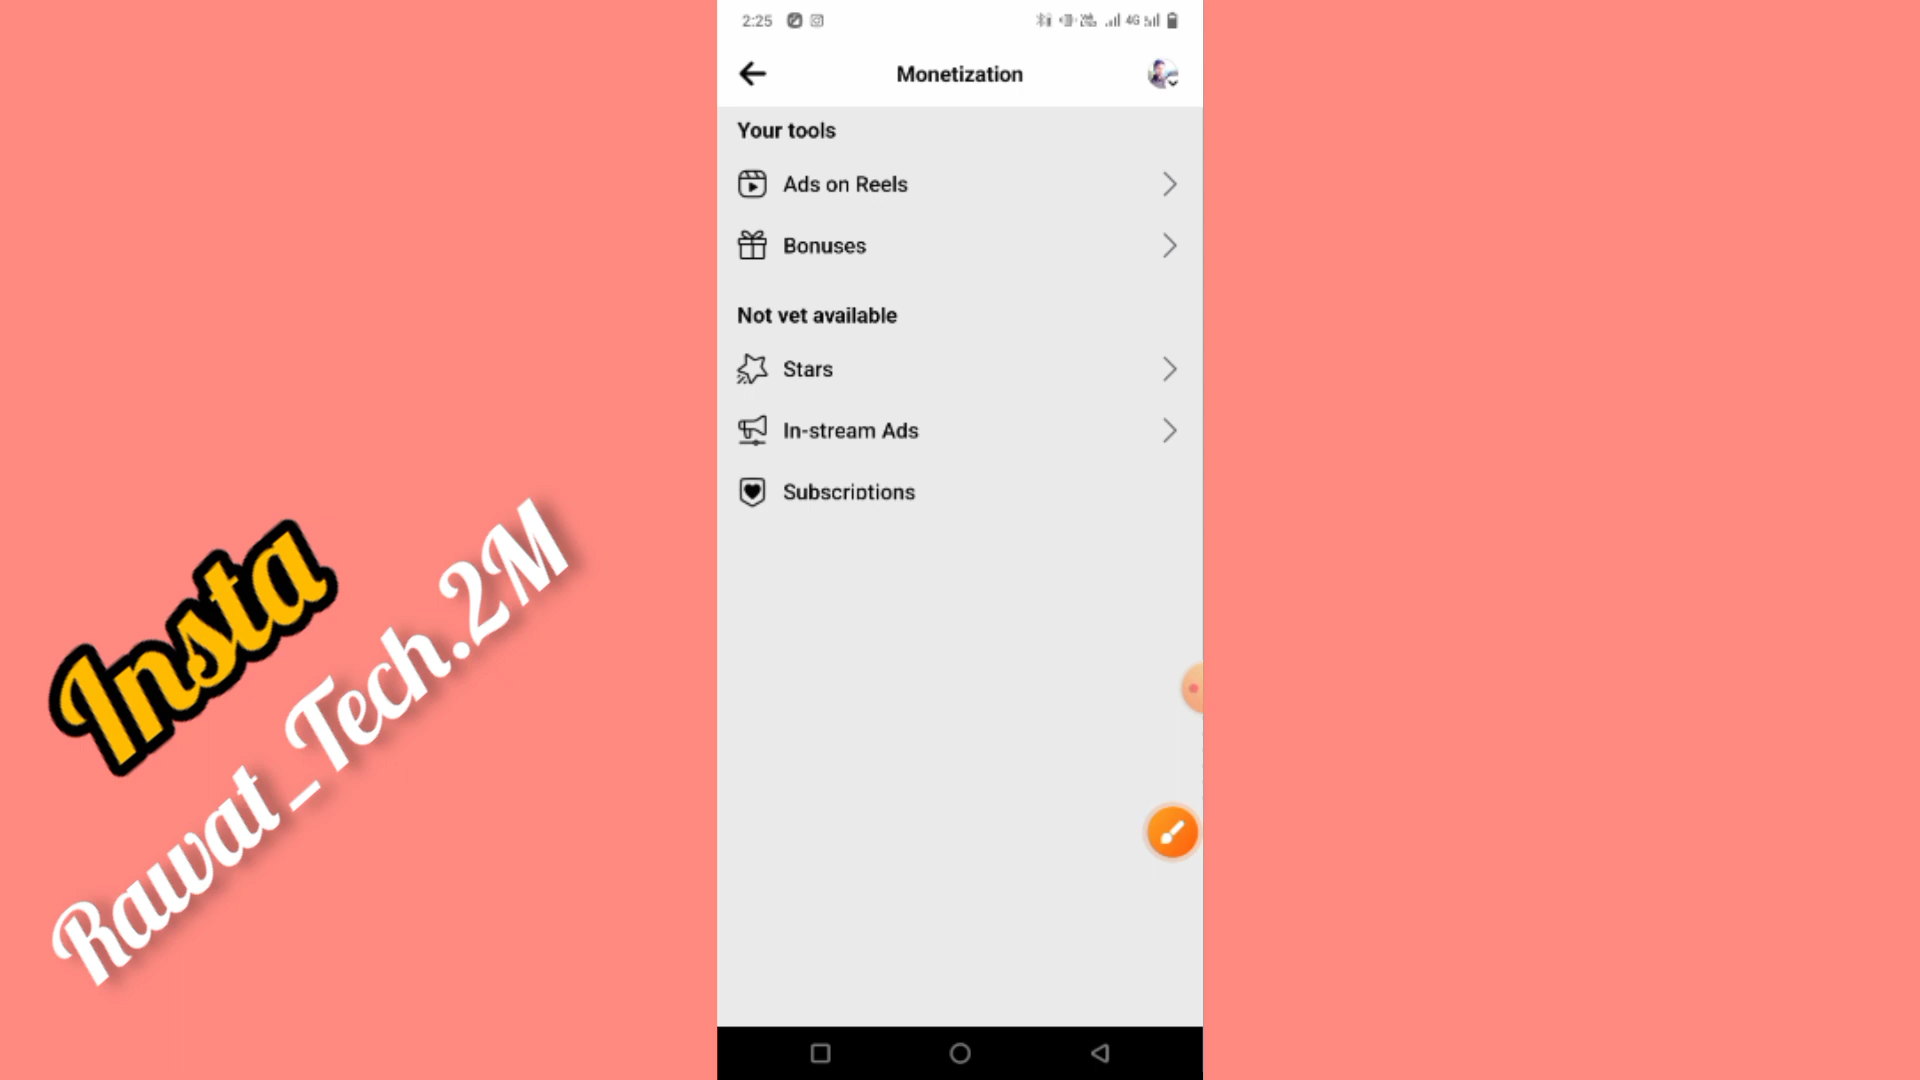 2:25
4G
Monetization
Your tools
Ads on Reels
Bonuses
Not yet available
Stars
In-stream Ads
Subscriptions
Insta
Rawat_Tech.2M